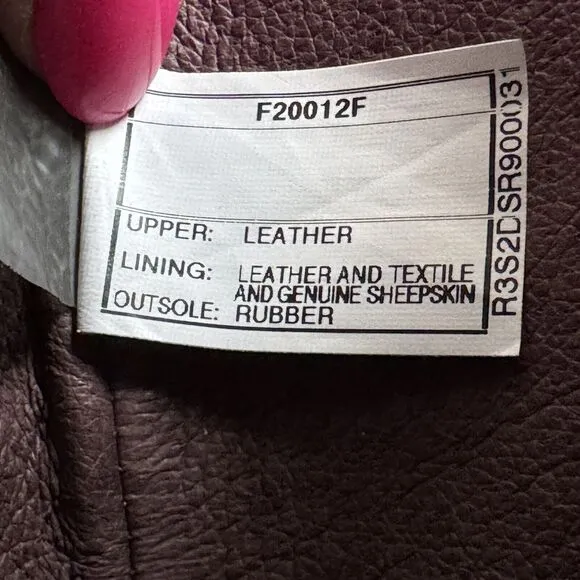 F20012F
UPPER: LEATHER
LINING: LEATHER AND TEXTILE
AND GENUINE SHEEPSKIN
OUTSOLE: RUBBER
R3S2DSR900031